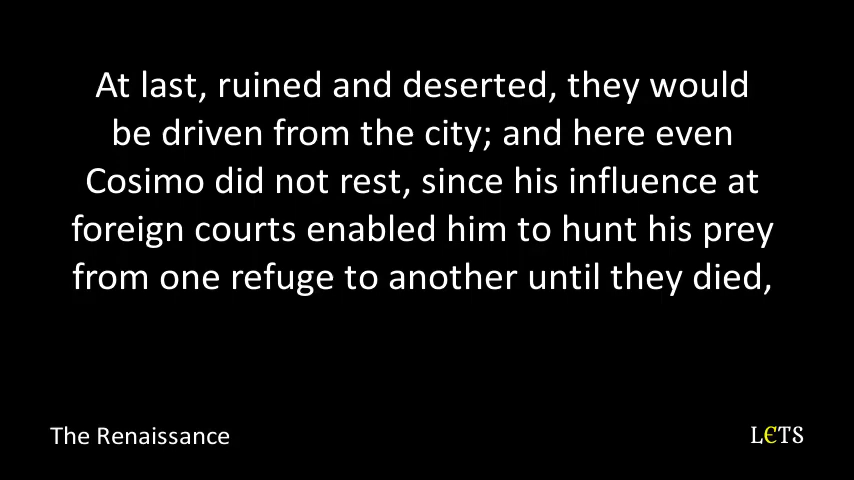 At last, ruined and deserted, they would
be driven from the city; and here even
Cosimo did not rest, since his influence at
foreign courts enabled him to hunt his prey
from one refuge to another until they died,
The Renaissance
LЄTS